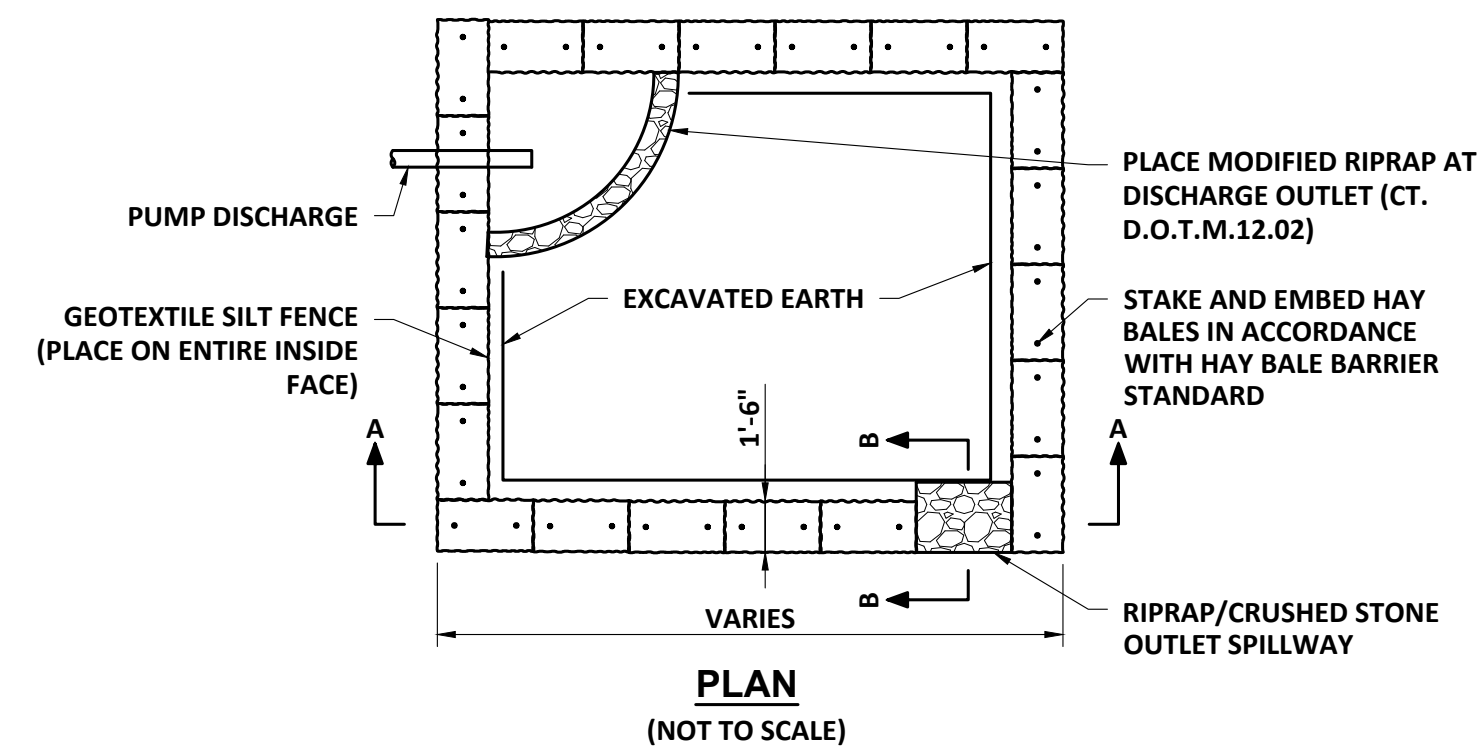 PUMP DISCHARGE
GEOTEXTILE SILT FENCE
(PLACE ON ENTIRE INSIDE
FACE)
EXCAVATED EARTH
PLACE MODIFIED RIPRAP AT
DISCHARGE OUTLET (CT.
D.O.T.M.12.02)
STAKE AND EMBED HAY
BALES IN ACCORDANCE
WITH HAY BALE BARRIER
STANDARD
A
A
1'-6"
B
B
VARIES
RIPRAP/CRUSHED STONE
OUTLET SPILLWAY
PLAN
(NOT TO SCALE)